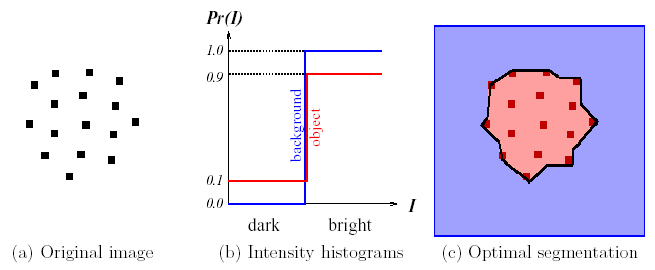 Pr(I)
1.0
0.9
background
object
0.1
0.0
I
dark bright
(a) Original image (b) Intensity histograms (c) Optimal segmentation